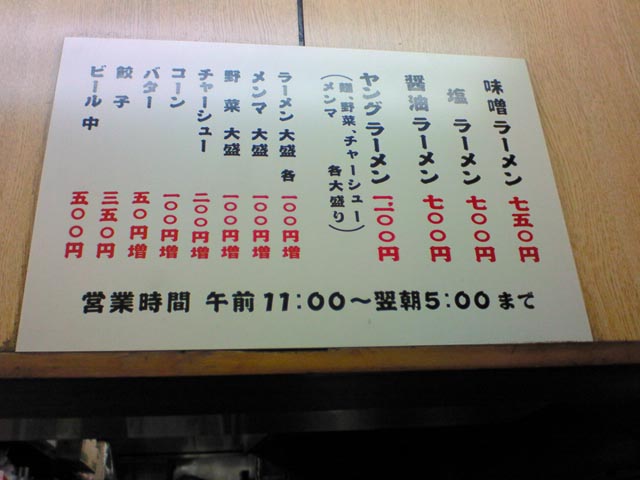 味噌ラーメン 七五〇円
塩 ラーメン 七〇〇円
醤油ラーメン 七〇〇円
ヤングラーメン 一、二〇〇円
(麺、野菜、チャーシュー
メンマ 各大盛り)
ラーメン大盛 各 一〇〇円増
メンマ大盛 一〇〇円増
野菜大盛 一〇〇円増
チャーシュー 二〇〇円増
コーン 一〇〇円増
バター 五〇円増
餃子 三五〇円
ビール中 五〇〇円
営業時間 午前11:00〜翌朝5:00まで